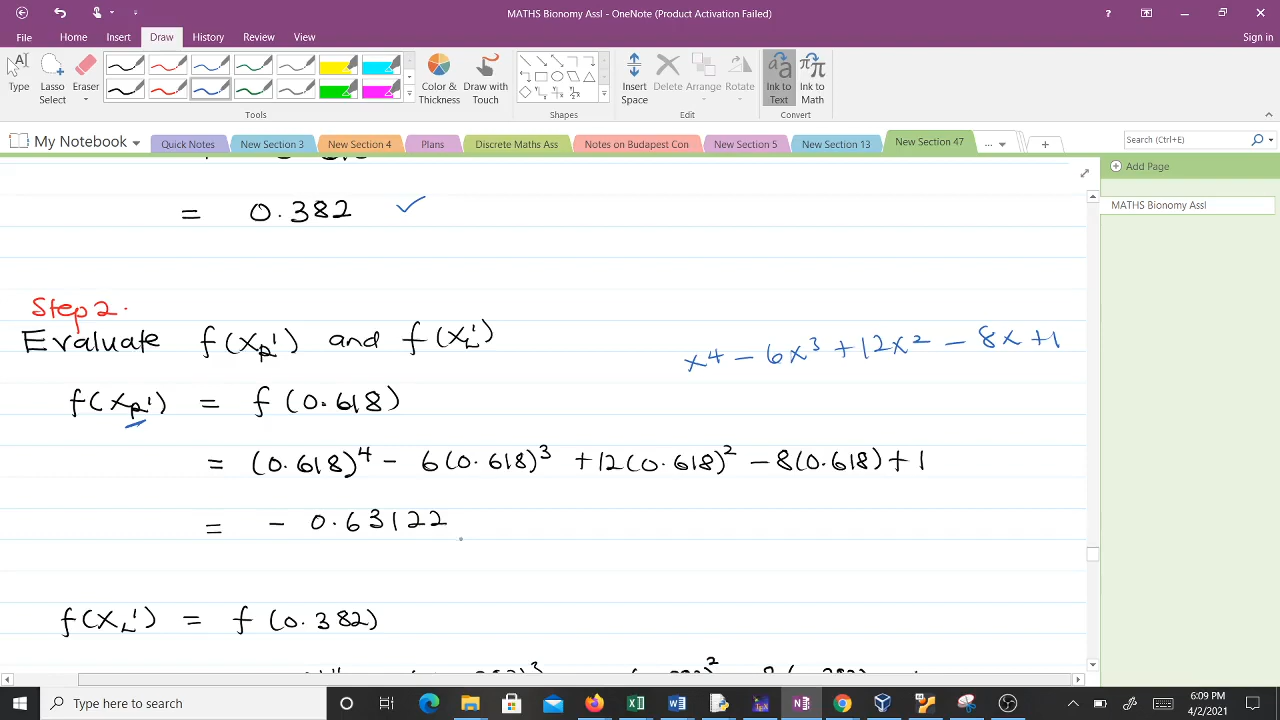 MATHS Bionomy Assl - OneNote (Product Activation Failed)
File Home Insert Draw History Review View
Sign in
Type
Lasso Select
Eraser
Color & Thickness
Draw with Touch
Insert Space
Delete
Arrange
Rotate
Ink to Text
Ink to Math
Tools
Shapes
Edit
Convert
My Notebook
Quick Notes
New Section 3
New Section 4
Plans
Discrete Maths Ass
Notes on Budapest Con
New Section 5
New Section 13
New Section 47
...
Search (Ctrl+E)
Add Page
MATHS Bionomy Assl
= 0.382 ✓
Step 2.
Evaluate f(x_R') and f(x_L')
x⁴ - 6x³ + 12x² - 8x + 1
f(x_R') = f(0.618)
= (0.618)⁴ - 6(0.618)³ + 12(0.618)² - 8(0.618) + 1
= - 0.63122
f(x_L') = f(0.382)
Type here to search
6:09 PM
4/2/2021